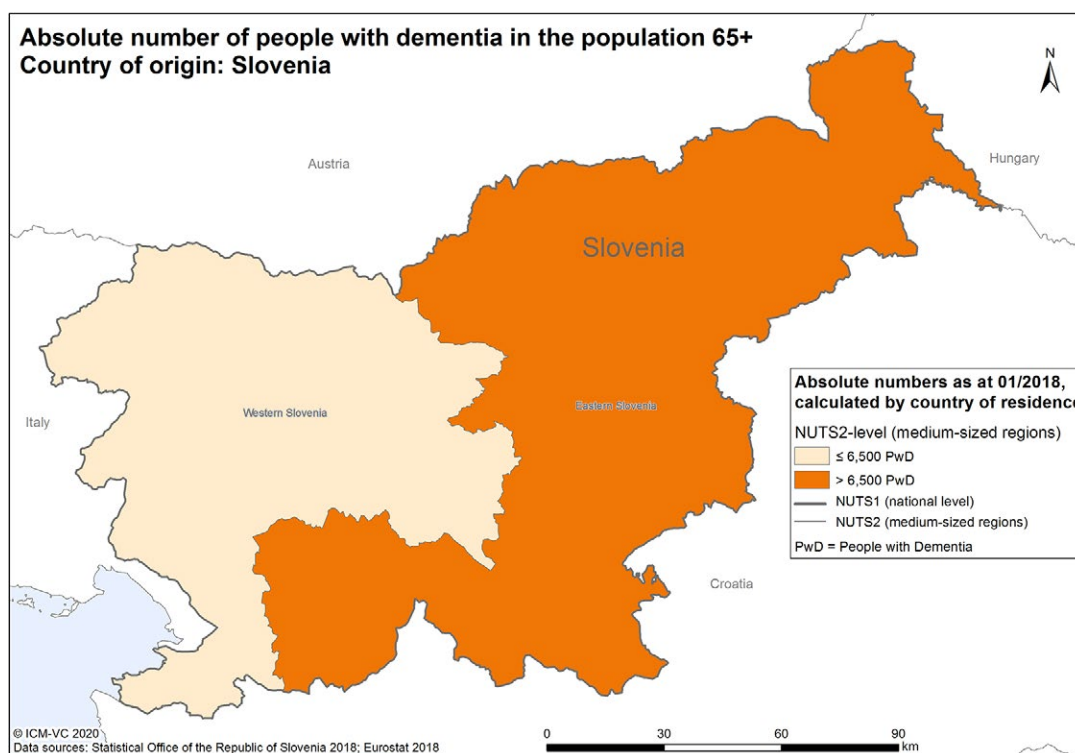 Absolute number of people with dementia in the population 65+
Country of origin: Slovenia
N
Austria
Hungary
Slovenia
Italy
Western Slovenia
Eastern Slovenia
Croatia
Absolute numbers as at 01/2018,
calculated by country of residence
NUTS2-level (medium-sized regions)
≤ 6,500 PwD
> 6,500 PwD
NUTS1 (national level)
NUTS2 (medium-sized regions)
PwD = People with Dementia
© ICM-VC 2020
Data sources: Statistical Office of the Republic of Slovenia 2018; Eurostat 2018
0 30 60 90
km